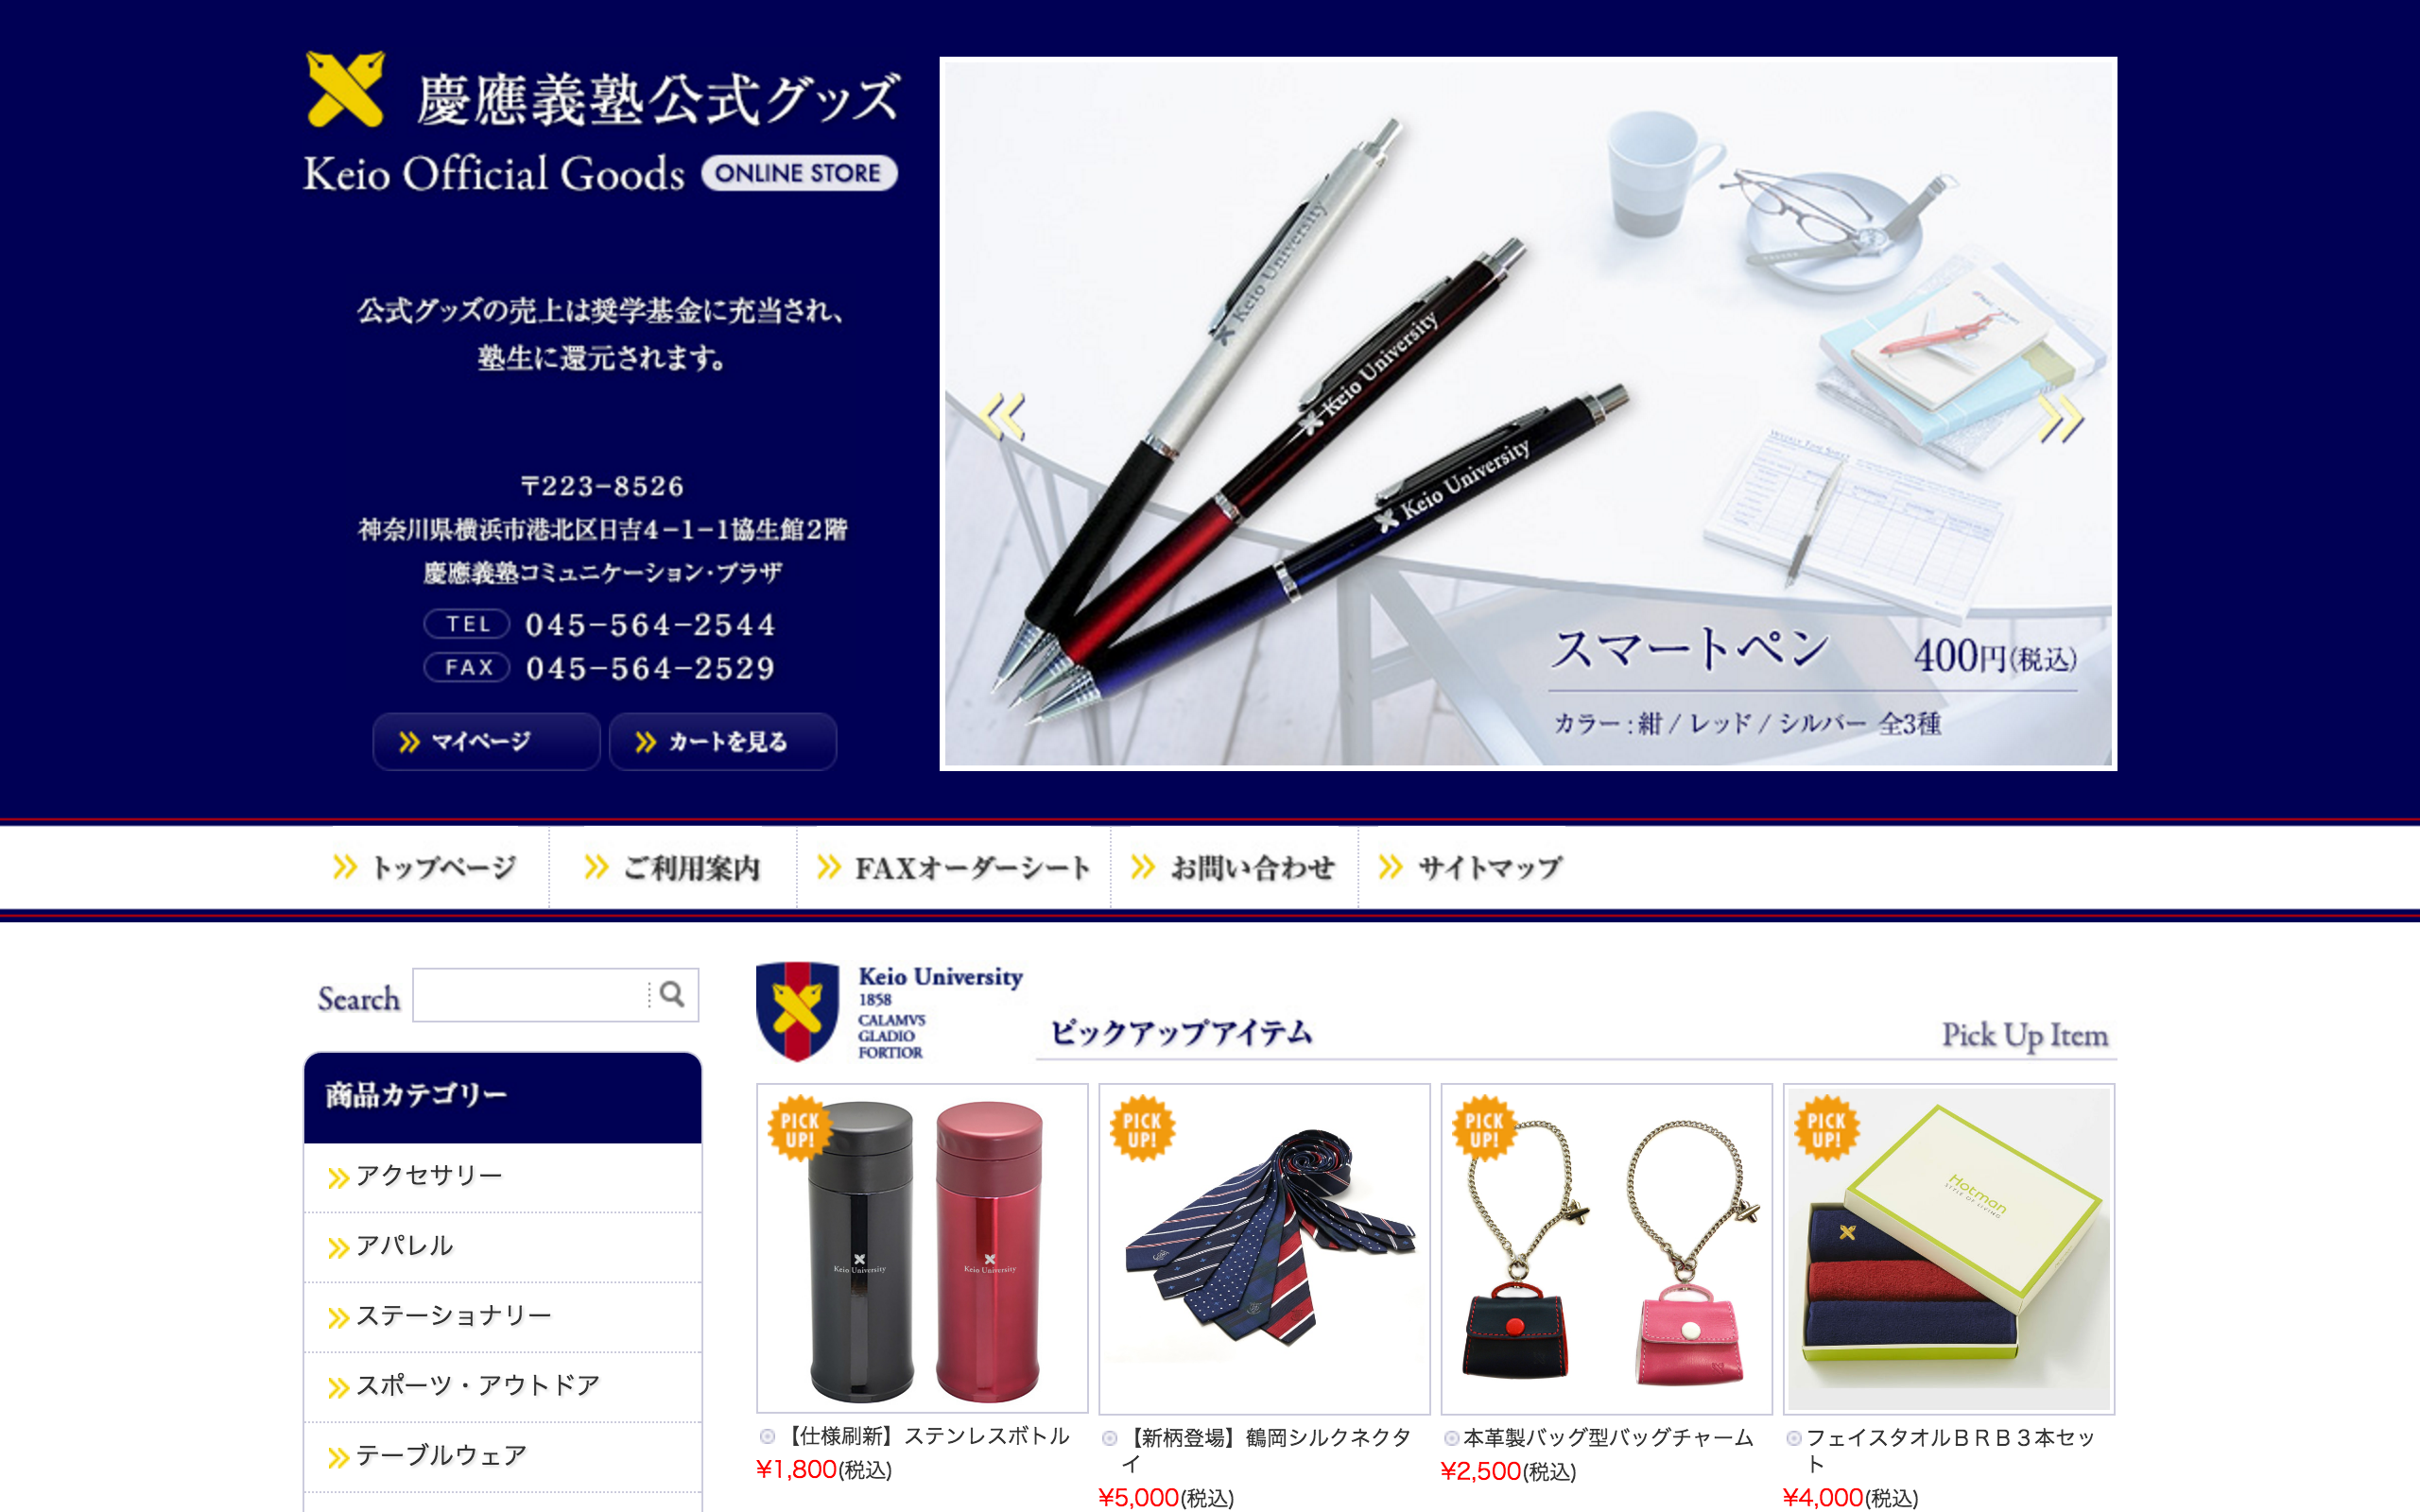 慶應義塾公式グッズ
Keio Official Goods ONLINE STORE
公式グッズの売上は奨学基金に充当され、
塾生に還元されます。
〒223-8526
神奈川県横浜市港北区日吉4-1-1協生館2階
慶應義塾コミュニケーション・プラザ
TEL 045-564-2544
FAX 045-564-2529
マイページ
カートを見る
Keio University
Keio University
Keio University
スマートペン 400円(税込)
カラー:紺/レッド/シルバー 全3種
トップページ
ご利用案内
FAXオーダーシート
お問い合わせ
サイトマップ
Search
商品カテゴリー
アクセサリー
アパレル
ステーショナリー
スポーツ・アウトドア
テーブルウェア
Keio University
1858
CALAMVS
GLADIO
FORTIOR
ピックアップアイテム
Pick Up Item
PICK UP!
Keio University
Keio University
【仕様刷新】ステンレスボトル
¥1,800(税込)
PICK UP!
【新柄登場】鶴岡シルクネクタ
イ
¥5,000(税込)
PICK UP!
本革製バッグ型バッグチャーム
¥2,500(税込)
PICK UP!
Hotman
STYLE OF LIVING
フェイスタオルＢＲＢ３本セッ
ト
¥4,000(税込)